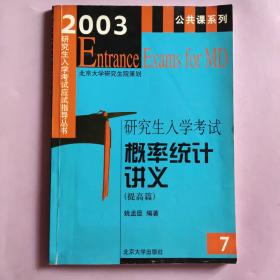 2003
公共课系列
Entrance Exams for MD
北京大学研究生院策划
研究生入学考试应试指导丛书
研究生入学考试
概率统计
讲义
(提高篇)
姚孟臣 编著
北京大学出版社
7